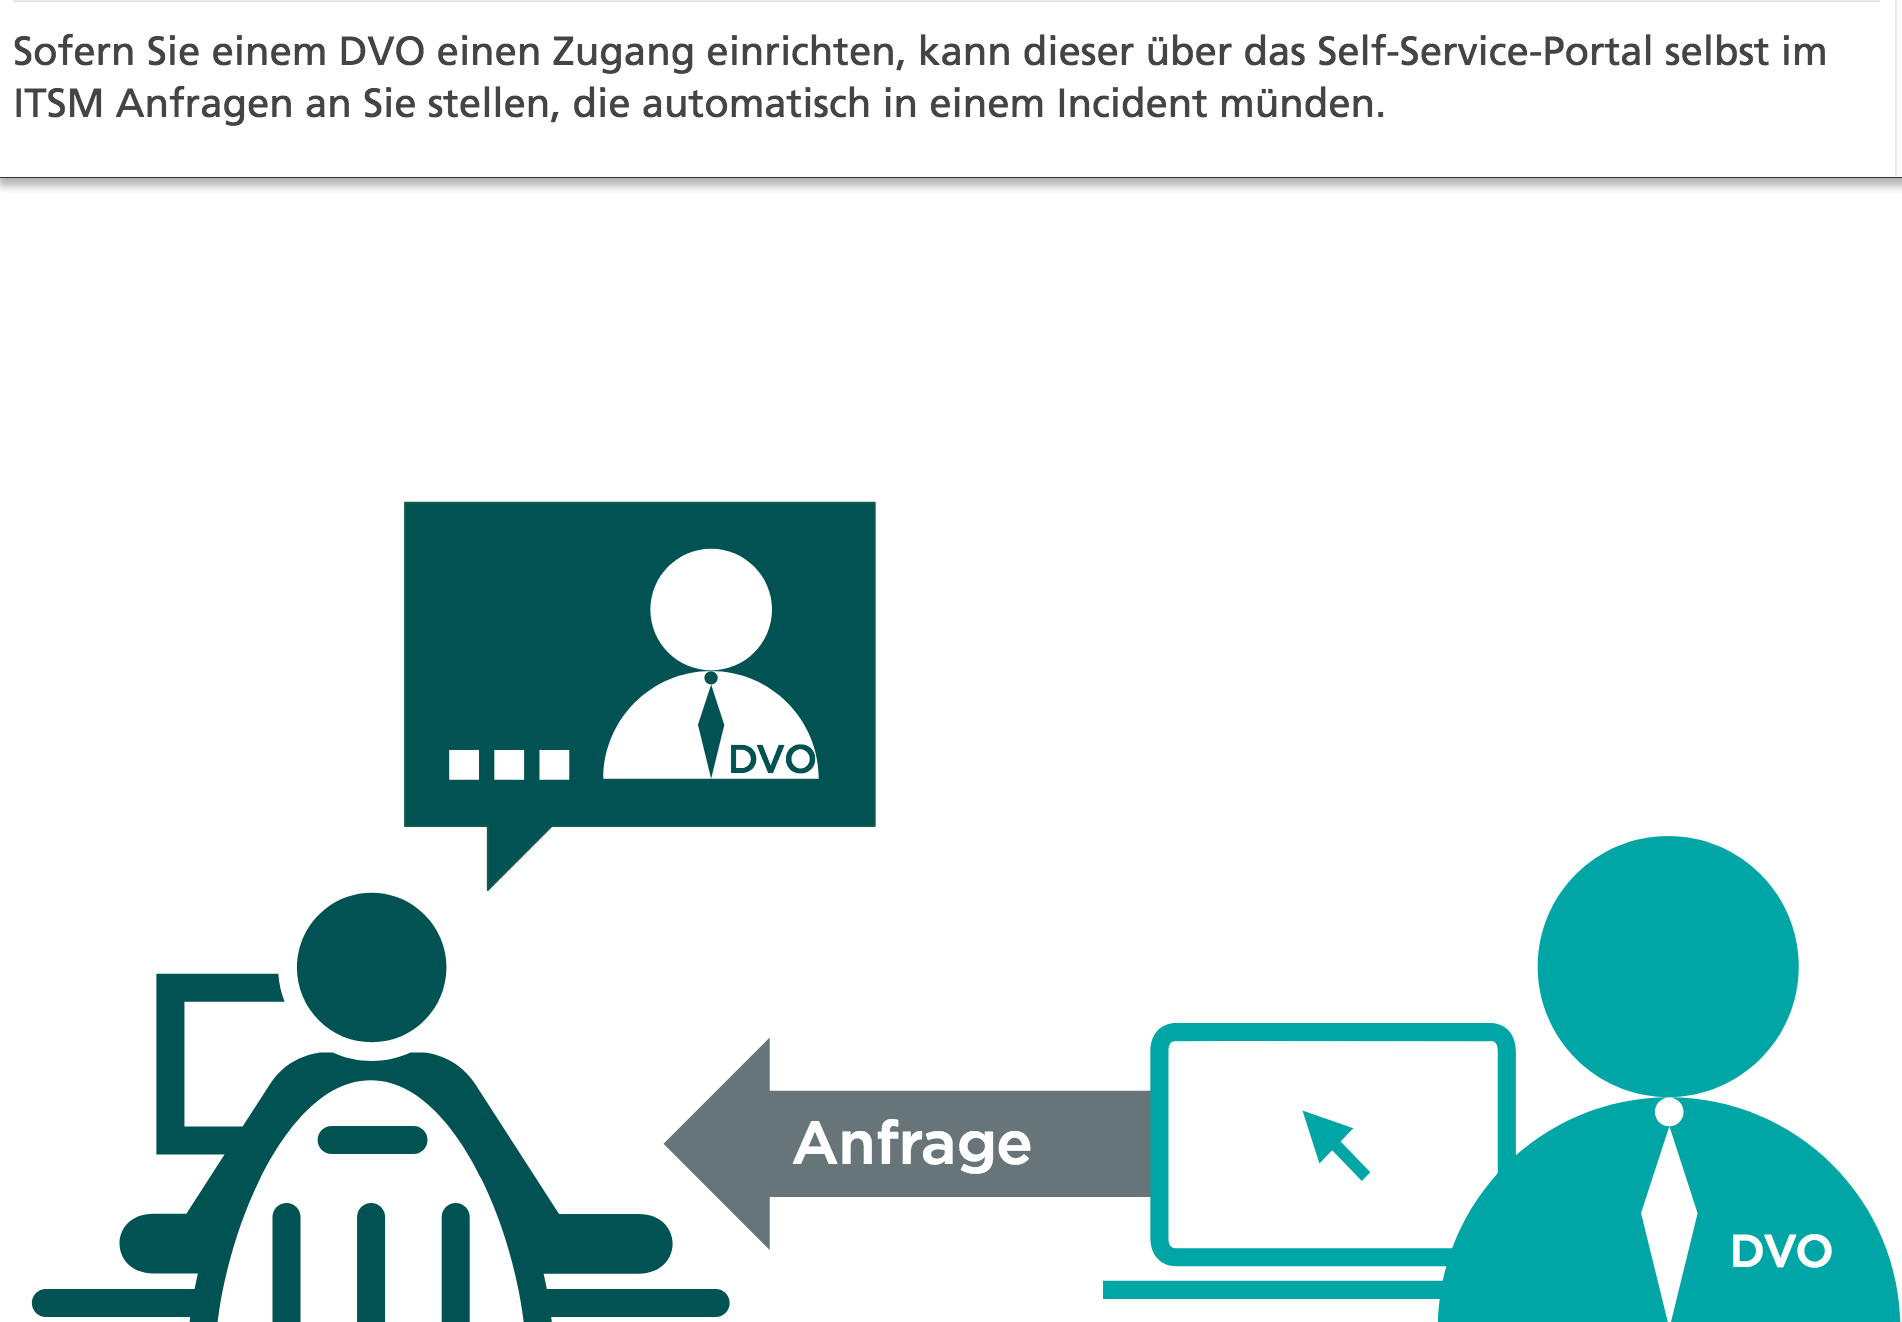 Sofern Sie einem DVO einen Zugang einrichten, kann dieser über das Self-Service-Portal selbst im
ITSM Anfragen an Sie stellen, die automatisch in einem Incident münden.
DVO
Anfrage
DVO